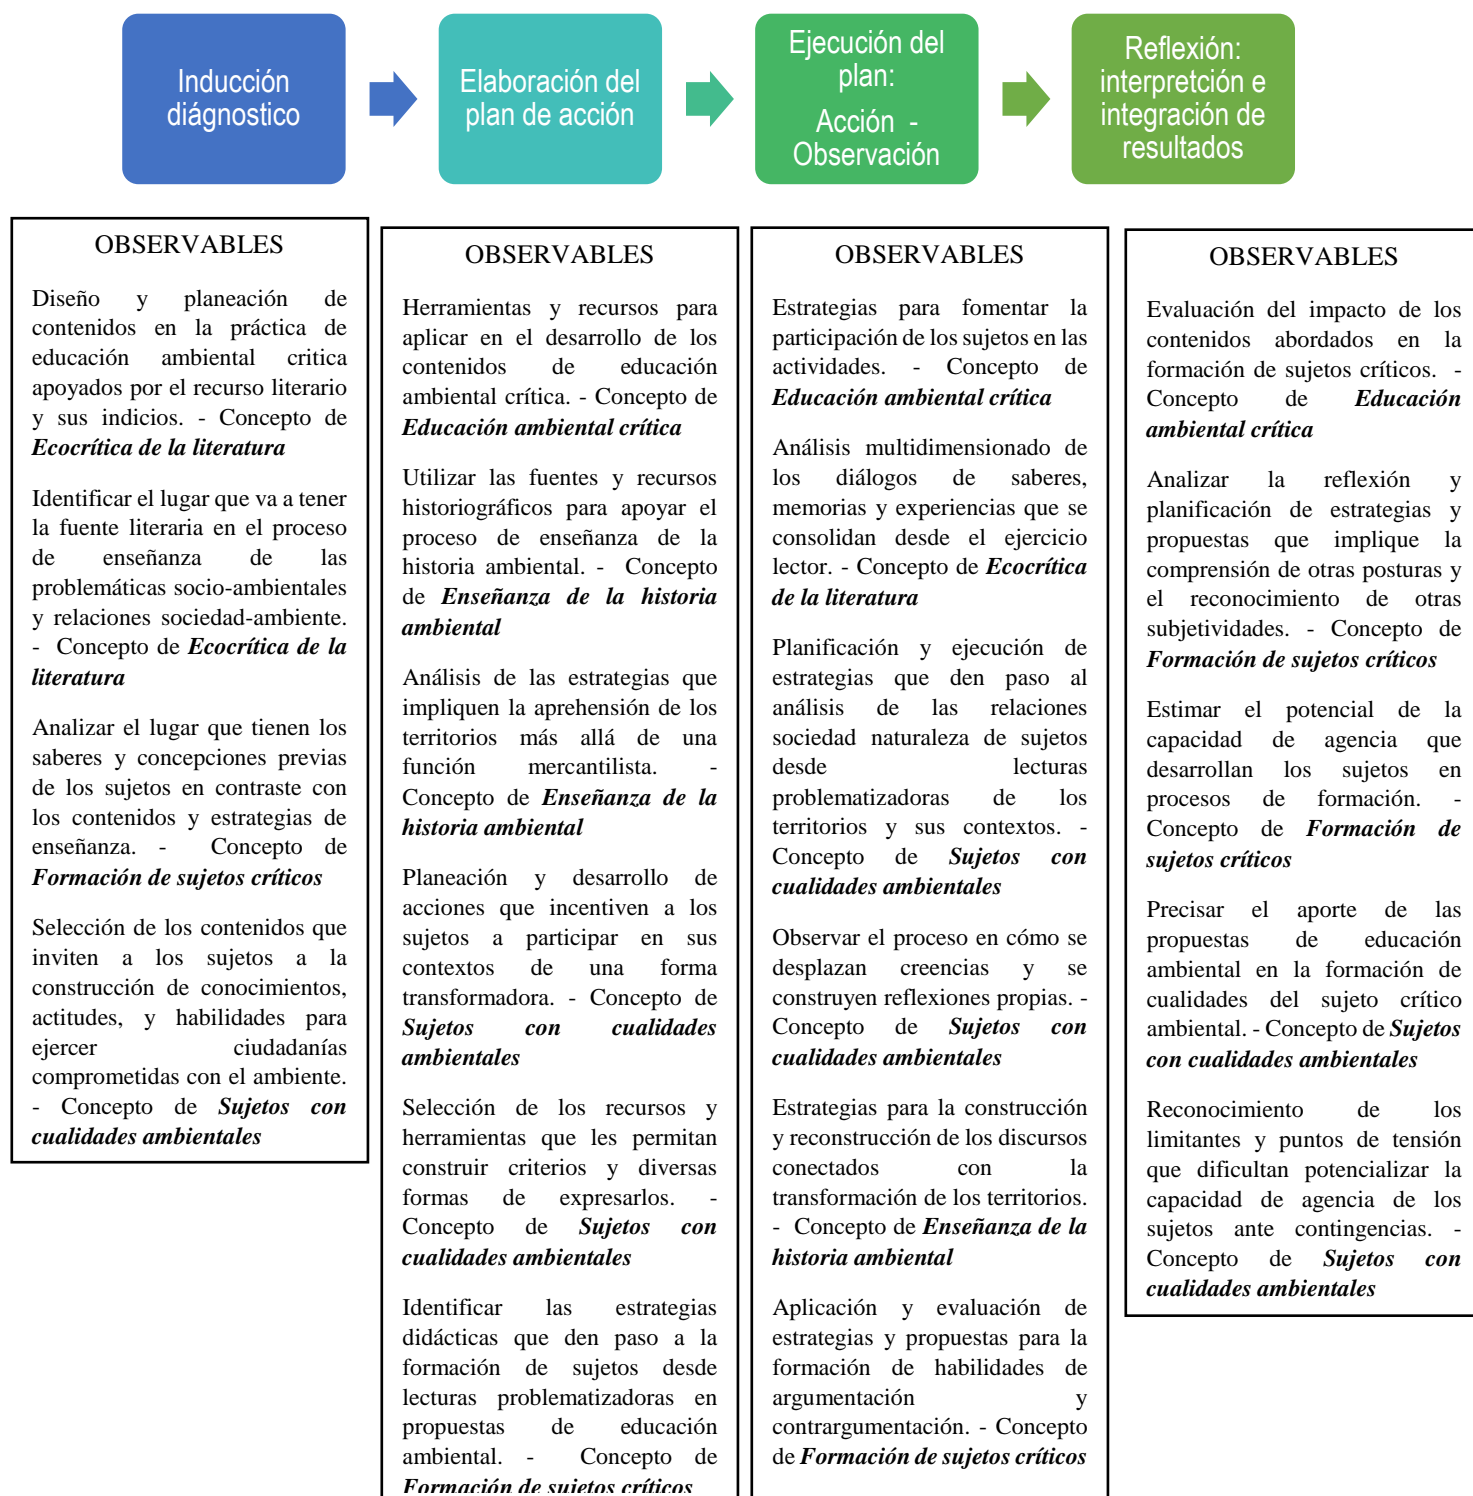 Inducción
diágnostico
Elaboración del
plan de acción
Ejecución del
plan:
Acción -
Observación
Reflexión:
interpretción e
integración de
resultados
OBSERVABLES
Diseño y planeación de
contenidos en la práctica de
educación ambiental critica
apoyados por el recurso literario
y sus indicios. - Concepto de
Ecocrítica de la literatura
Identificar el lugar que va a tener
la fuente literaria en el proceso
de enseñanza de las
problemáticas socio-ambientales
y relaciones sociedad-ambiente.
- Concepto de Ecocrítica de la
literatura
Analizar el lugar que tienen los
saberes y concepciones previas
de los sujetos en contraste con
los contenidos y estrategias de
enseñanza. - Concepto de
Formación de sujetos críticos
Selección de los contenidos que
inviten a los sujetos a la
construcción de conocimientos,
actitudes, y habilidades para
ejercer ciudadanías
comprometidas con el ambiente.
- Concepto de Sujetos con
cualidades ambientales
OBSERVABLES
Herramientas y recursos para
aplicar en el desarrollo de los
contenidos de educación
ambiental crítica. - Concepto de
Educación ambiental crítica
Utilizar las fuentes y recursos
historiográficos para apoyar el
proceso de enseñanza de la
historia ambiental. - Concepto
de Enseñanza de la historia
ambiental
Análisis de las estrategias que
impliquen la aprehensión de los
territorios más allá de una
función mercantilista. -
Concepto de Enseñanza de la
historia ambiental
Planeación y desarrollo de
acciones que incentiven a los
sujetos a participar en sus
contextos de una forma
transformadora. - Concepto de
Sujetos con cualidades
ambientales
Selección de los recursos y
herramientas que les permitan
construir criterios y diversas
formas de expresarlos. -
Concepto de Sujetos con
cualidades ambientales
Identificar las estrategias
didácticas que den paso a la
formación de sujetos desde
lecturas problematizadoras en
propuestas de educación
ambiental. - Concepto de
Formación de sujetos críticos
OBSERVABLES
Estrategias para fomentar la
participación de los sujetos en las
actividades. - Concepto de
Educación ambiental crítica
Análisis multidimensionado de
los diálogos de saberes,
memorias y experiencias que se
consolidan desde el ejercicio
lector. - Concepto de Ecocrítica
de la literatura
Planificación y ejecución de
estrategias que den paso al
análisis de las relaciones
sociedad naturaleza de sujetos
desde lecturas
problematizadoras de los
territorios y sus contextos. -
Concepto de Sujetos con
cualidades ambientales
Observar el proceso en cómo se
desplazan creencias y se
construyen reflexiones propias. -
Concepto de Sujetos con
cualidades ambientales
Estrategias para la construcción
y reconstrucción de los discursos
conectados con la
transformación de los territorios.
- Concepto de Enseñanza de la
historia ambiental
Aplicación y evaluación de
estrategias y propuestas para la
formación de habilidades de
argumentación y
contrargumentación. - Concepto
de Formación de sujetos críticos
OBSERVABLES
Evaluación del impacto de los
contenidos abordados en la
formación de sujetos críticos. -
Concepto de Educación
ambiental crítica
Analizar la reflexión y
planificación de estrategias y
propuestas que implique la
comprensión de otras posturas y
el reconocimiento de otras
subjetividades. - Concepto de
Formación de sujetos críticos
Estimar el potencial de la
capacidad de agencia que
desarrollan los sujetos en
procesos de formación. -
Concepto de Formación de
sujetos críticos
Precisar el aporte de las
propuestas de educación
ambiental en la formación de
cualidades del sujeto crítico
ambiental. - Concepto de Sujetos
con cualidades ambientales
Reconocimiento de los
limitantes y puntos de tensión
que dificultan potencializar la
capacidad de agencia de los
sujetos ante contingencias. -
Concepto de Sujetos con
cualidades ambientales